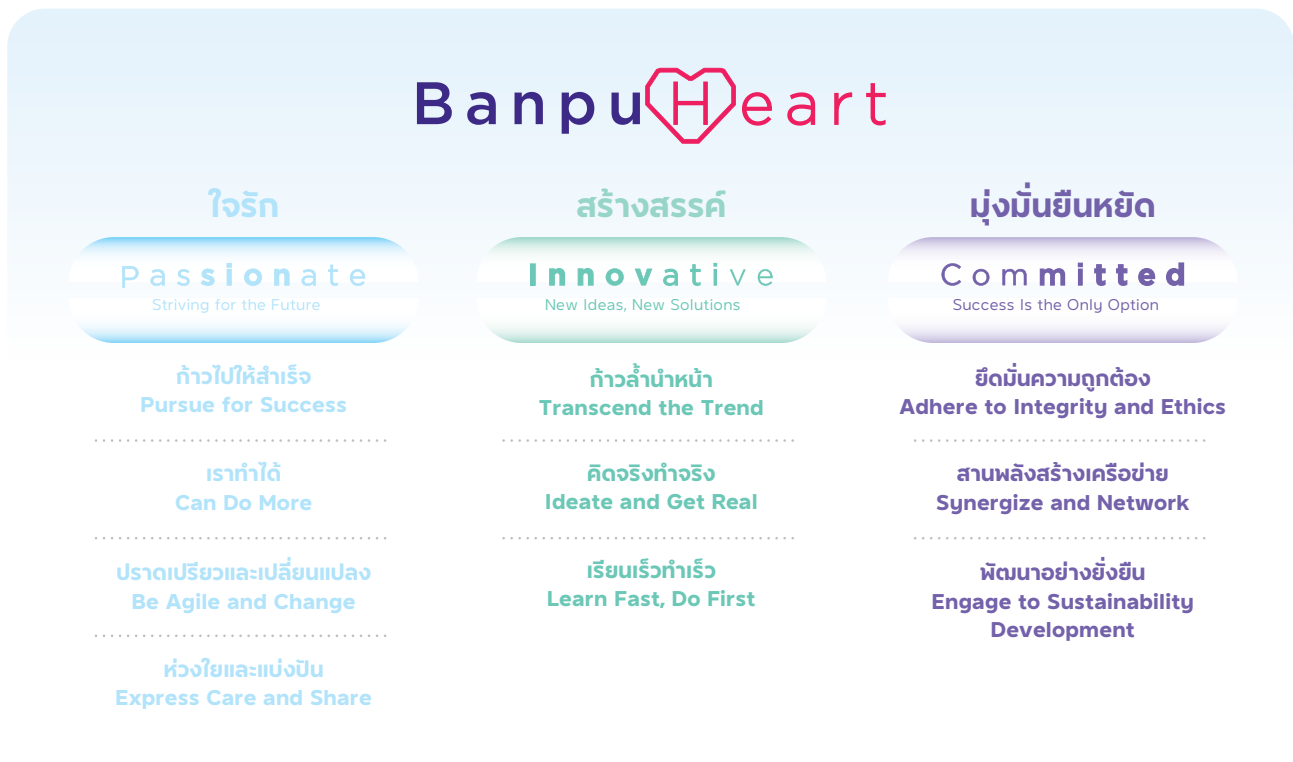 Banpu Heart
ใจรัก
Passionate
Striving for the Future
ก้าวไปให้สำเร็จ
Pursue for Success
เราทำได้
Can Do More
ปราดเปรียวและเปลี่ยนแปลง
Be Agile and Change
ห่วงใยและแบ่งปัน
Express Care and Share
สร้างสรรค์
Innovative
New Ideas, New Solutions
ก้าวล้ำนำหน้า
Transcend the Trend
คิดจริงทำจริง
Ideate and Get Real
เรียนเร็วทำเร็ว
Learn Fast, Do First
มุ่งมั่นยืนหยัด
Committed
Success Is the Only Option
ยึดมั่นความถูกต้อง
Adhere to Integrity and Ethics
สานพลังสร้างเครือข่าย
Synergize and Network
พัฒนาอย่างยั่งยืน
Engage to Sustainability
Development